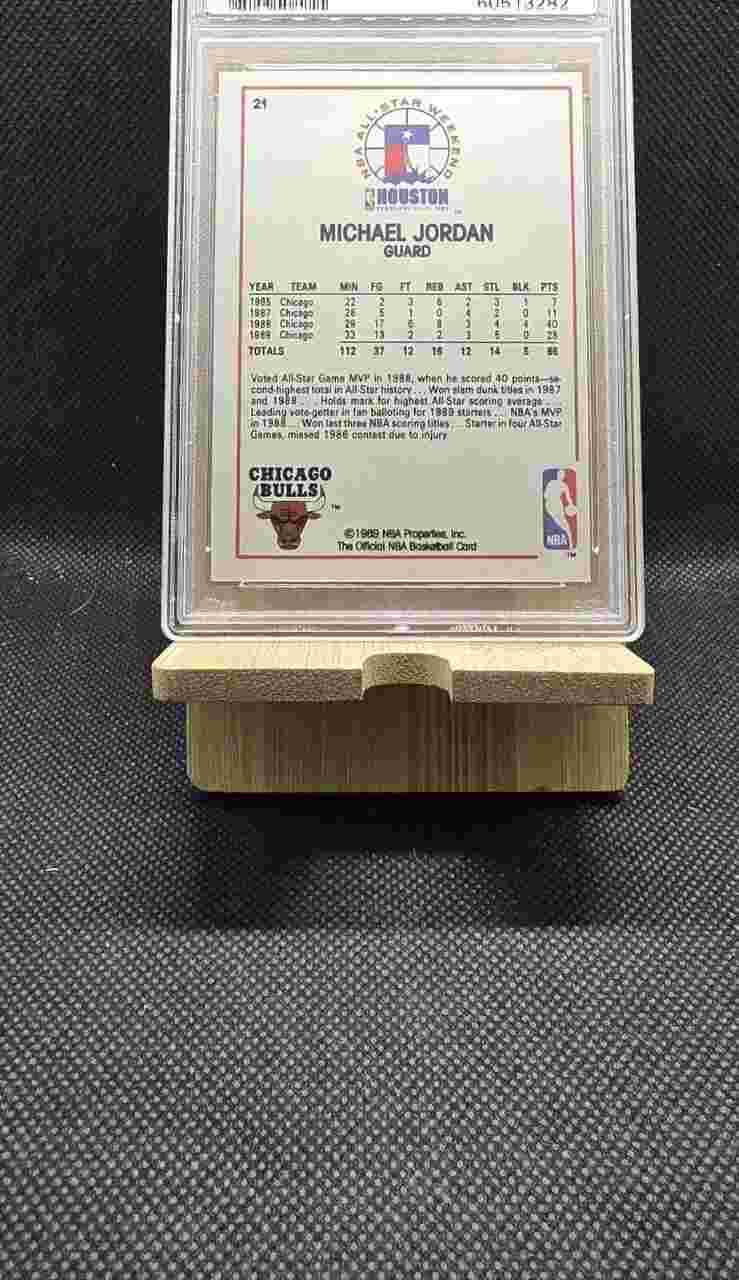 60513292
21
NBA ALL·STAR WEEKEND
HOUSTON
MICHAEL JORDAN
GUARD
YEAR TEAM MIN FG FT REB AST STL BLK PTS
1985 Chicago 22 2 3 6 2 3 1 7
1987 Chicago 28 5 1 0 4 2 0 11
1988 Chicago 29 17 6 8 3 4 4 40
1989 Chicago 33 13 2 2 3 5 0 28
TOTALS 112 37 12 16 12 14 5 86
Voted All-Star Game MVP in 1988, when he scored 40 points—se-
cond-highest total in All-Star history . . . Won slam dunk titles in 1987
and 1988 . . . Holds mark for highest All-Star scoring average . . .
Leading vote-getter in fan balloting for 1989 starters . . . NBA's MVP
in 1988 . . . Won last three NBA scoring titles . . . Starter in four All-Star
Games, missed 1986 contest due to injury.
CHICAGO
BULLS
TM
© 1989 NBA Properties, Inc.
The Official NBA Basketball Card
NBA
TM